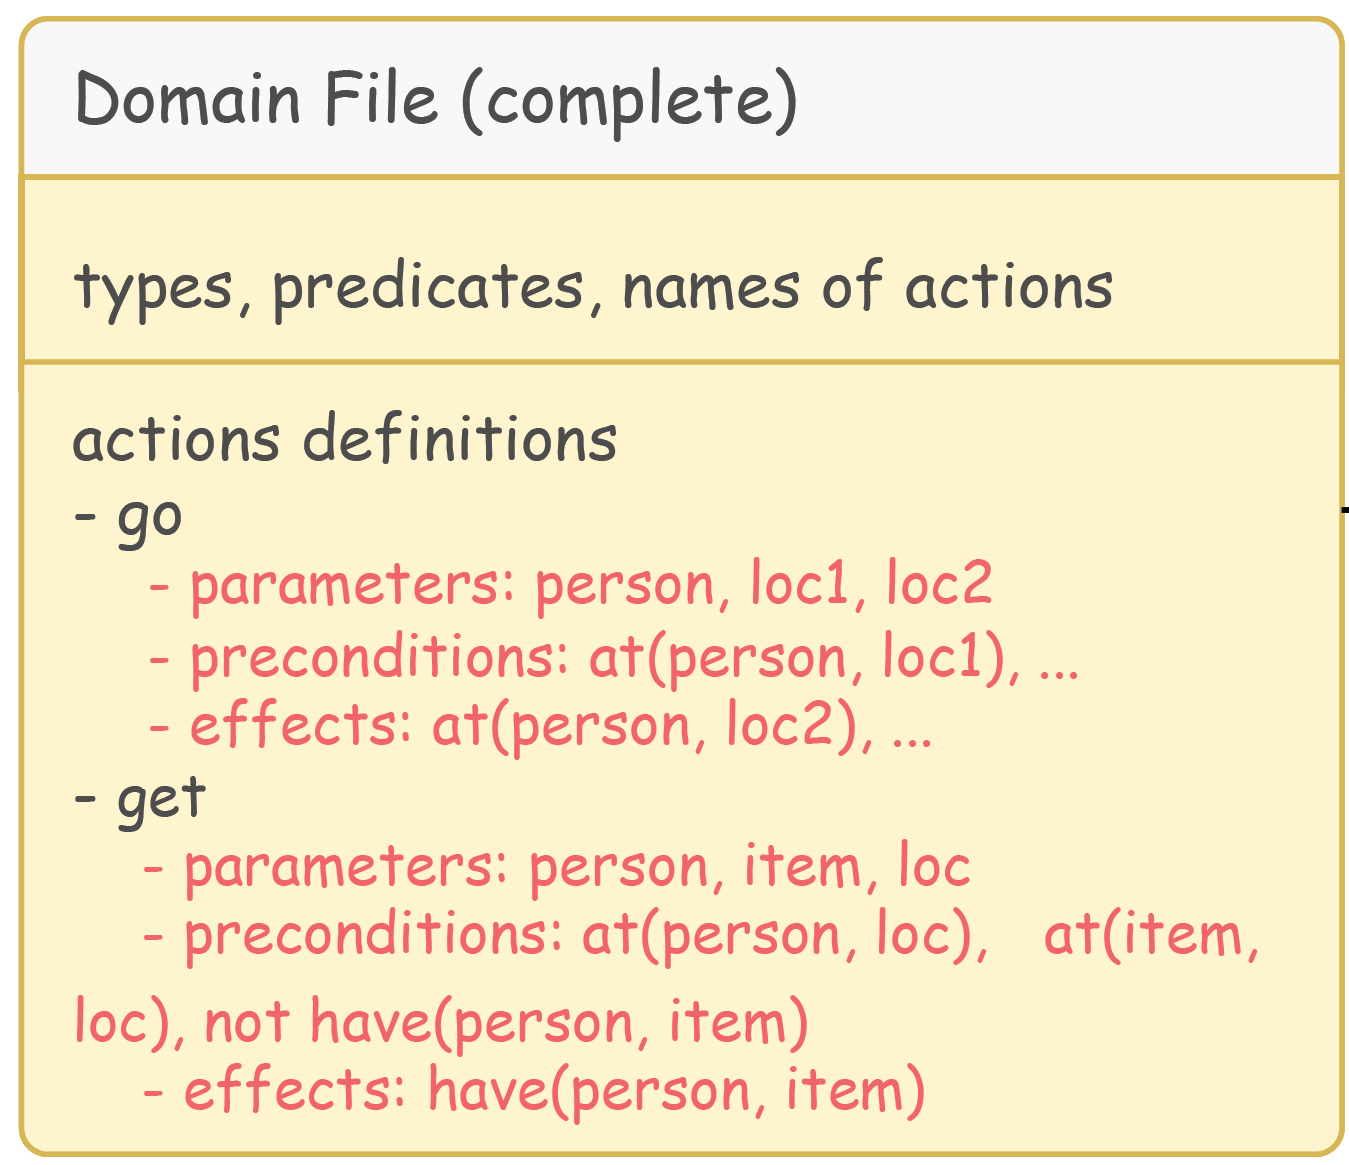 Domain File (complete)
types, predicates, names of actions
actions definitions
- go
- parameters: person, loc1, loc2
- preconditions: at(person, loc1), ...
- effects: at(person, loc2), ...
- get
- parameters: person, item, loc
- preconditions: at(person, loc), at(item,
loc), not have(person, item)
- effects: have(person, item)